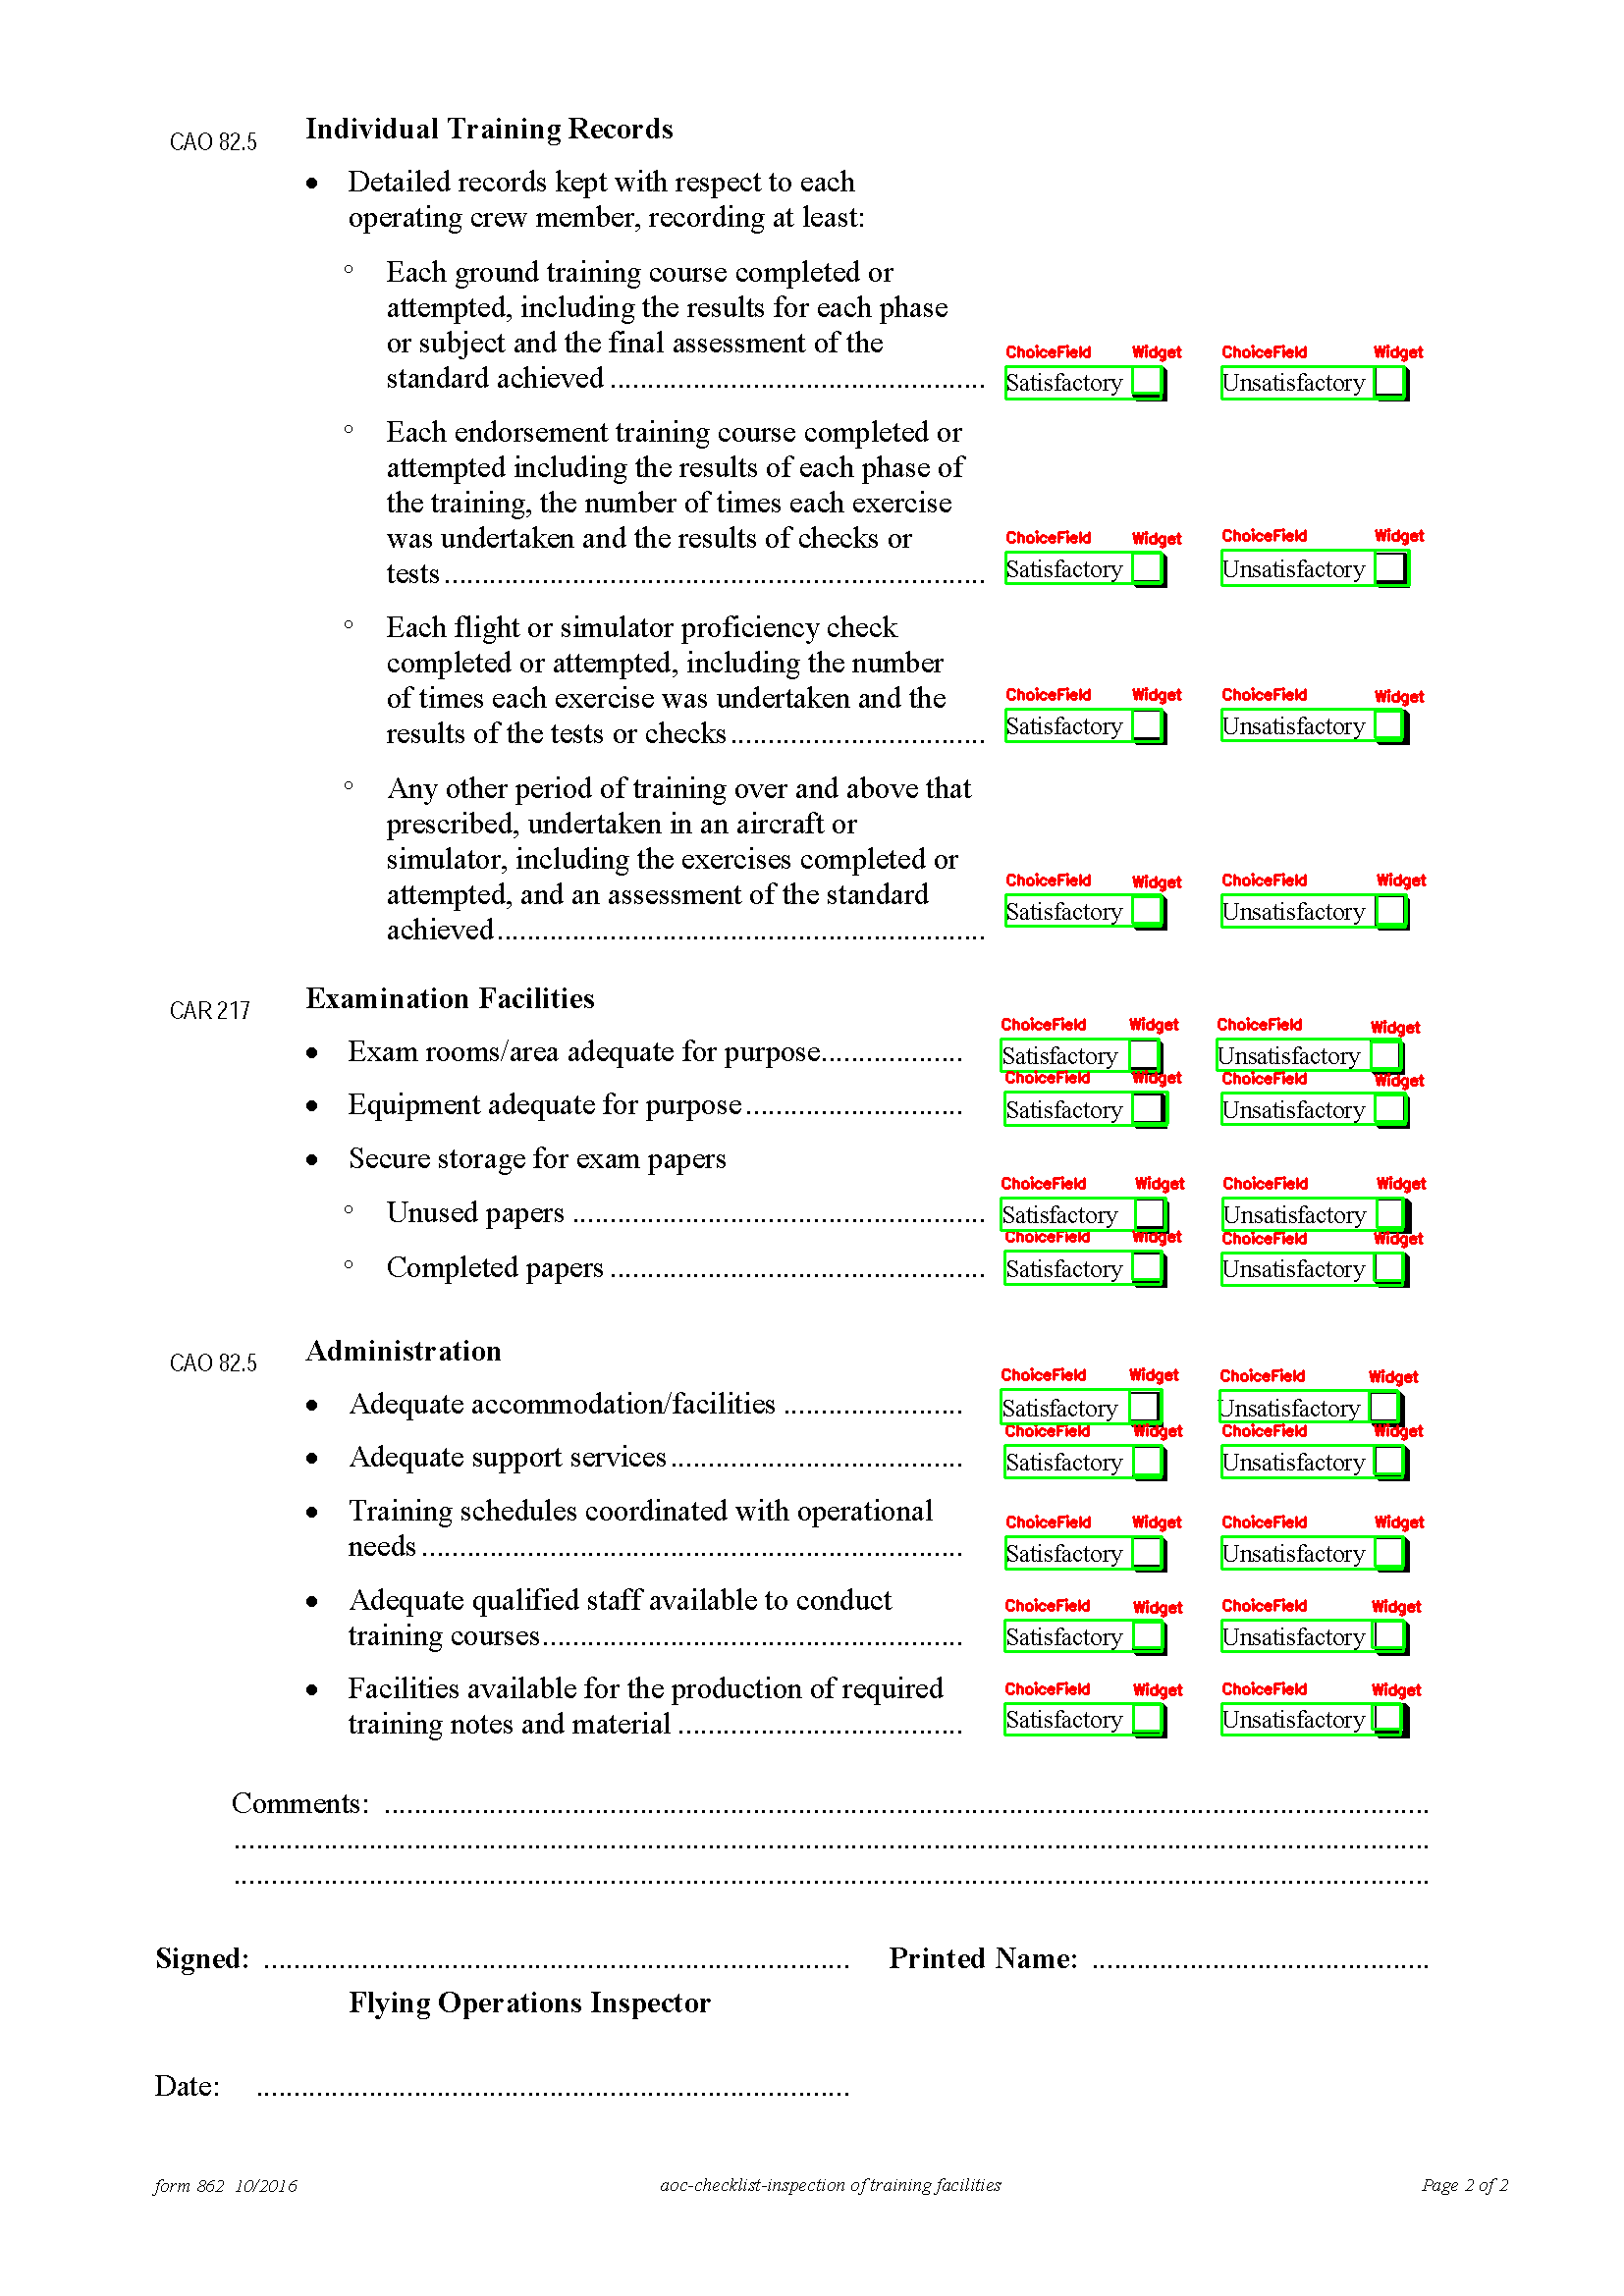 CAO 82.5 Individual Training Records
• Detailed records kept with respect to each
operating crew member, recording at least:
° Each ground training course completed or
attempted, including the results for each phase
or subject and the final assessment of the
ChoiceField Widget ChoiceField Widget
standard achieved .................................................. Satisfactory Unsatisfactory
° Each endorsement training course completed or
attempted including the results of each phase of
the training, the number of times each exercise
was undertaken and the results of checks or
ChoiceField Widget ChoiceField Widget
tests ........................................................................ Satisfactory Unsatisfactory
° Each flight or simulator proficiency check
completed or attempted, including the number
of times each exercise was undertaken and the
ChoiceField Widget ChoiceField Widget
results of the tests or checks .................................. Satisfactory Unsatisfactory
° Any other period of training over and above that
prescribed, undertaken in an aircraft or
simulator, including the exercises completed or
attempted, and an assessment of the standard
ChoiceField Widget ChoiceField Widget
achieved ................................................................. Satisfactory Unsatisfactory
CAR 217 Examination Facilities
ChoiceField Widget ChoiceField Widget
• Exam rooms/area adequate for purpose................... Satisfactory Unsatisfactory
ChoiceField Widget ChoiceField Widget
• Equipment adequate for purpose ............................. Satisfactory Unsatisfactory
• Secure storage for exam papers
ChoiceField Widget ChoiceField Widget
° Unused papers ....................................................... Satisfactory Unsatisfactory
ChoiceField Widget ChoiceField Widget
° Completed papers .................................................. Satisfactory Unsatisfactory
CAO 82.5 Administration
ChoiceField Widget ChoiceField Widget
• Adequate accommodation/facilities ........................ Satisfactory Unsatisfactory
ChoiceField Widget ChoiceField Widget
• Adequate support services ....................................... Satisfactory Unsatisfactory
• Training schedules coordinated with operational
ChoiceField Widget ChoiceField Widget
needs ........................................................................ Satisfactory Unsatisfactory
• Adequate qualified staff available to conduct
ChoiceField Widget ChoiceField Widget
training courses........................................................ Satisfactory Unsatisfactory
• Facilities available for the production of required
ChoiceField Widget ChoiceField Widget
training notes and material ...................................... Satisfactory Unsatisfactory
Comments: ............................................................................................................
............................................................................................................................
............................................................................................................................
Signed: .............................................................................. Printed Name: .............................................
Flying Operations Inspector
Date: ...............................................................................
form 862 10/2016 aoc-checklist-inspection of training facilities Page 2 of 2